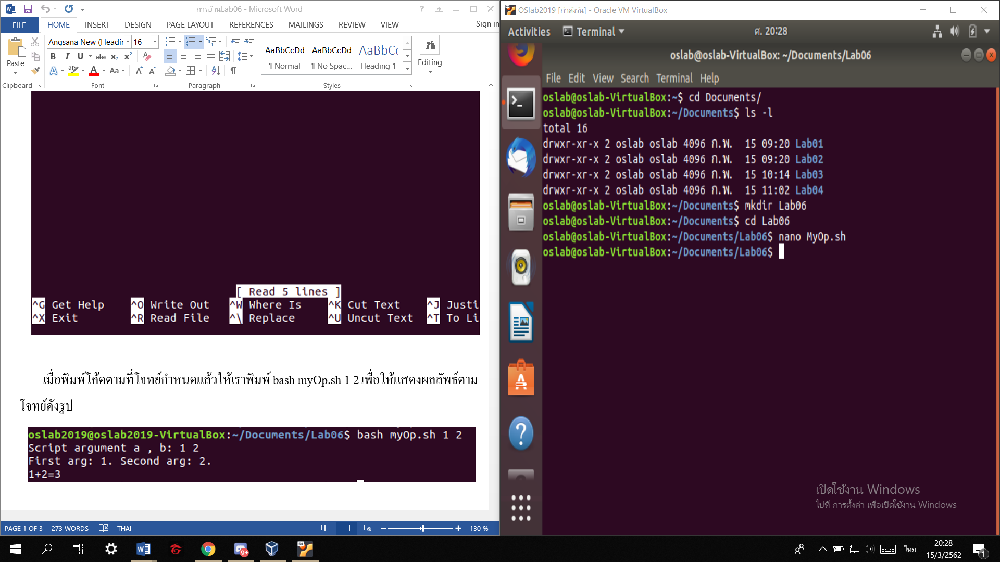 การบ้านLab06 - Microsoft Word
FILE
HOME
INSERT
DESIGN
PAGE LAYOUT
REFERENCES
MAILINGS
REVIEW
VIEW
Sign in
Paste
Angsana New (Headir
16
AaBbCcDd
AaBbCcDd
AaBbCc
¶ Normal
¶ No Spac...
Heading 1
Editing
Clipboard
Font
Paragraph
Styles
[ Read 5 lines ]
^G Get Help ^O Write Out ^W Where Is ^K Cut Text ^J Justi
^X Exit ^R Read File ^\ Replace ^U Uncut Text ^T To Li
เมื่อพิมพ์โค้ดตามที่โจทย์กำหนดแล้วให้เราพิมพ์ bash myOp.sh 1 2 เพื่อให้แสดงผลลัพธ์ตาม
โจทย์ดังรูป
oslab2019@oslab2019-VirtualBox:~/Documents/Lab06$ bash myOp.sh 1 2
Script argument a , b: 1 2
First arg: 1. Second arg: 2.
1+2=3
PAGE 1 OF 3
273 WORDS
THAI
130 %
OSlab2019 [กำลังรัน] - Oracle VM VirtualBox
Activities
Terminal
ศ. 20:28
oslab@oslab-VirtualBox: ~/Documents/Lab06
File Edit View Search Terminal Help
oslab@oslab-VirtualBox:~$ cd Documents/
oslab@oslab-VirtualBox:~/Documents$ ls -l
total 16
drwxr-xr-x 2 oslab oslab 4096 ก.พ. 15 09:20 Lab01
drwxr-xr-x 2 oslab oslab 4096 ก.พ. 15 09:20 Lab02
drwxr-xr-x 2 oslab oslab 4096 ก.พ. 15 10:14 Lab03
drwxr-xr-x 2 oslab oslab 4096 ก.พ. 15 11:02 Lab04
oslab@oslab-VirtualBox:~/Documents$ mkdir Lab06
oslab@oslab-VirtualBox:~/Documents$ cd Lab06
oslab@oslab-VirtualBox:~/Documents/Lab06$ nano MyOp.sh
oslab@oslab-VirtualBox:~/Documents/Lab06$
เปิดใช้งาน Windows
ไปที่ การตั้งค่า เพื่อเปิดใช้งาน Windows
9+
64
ไทย
20:28
15/3/2562
1